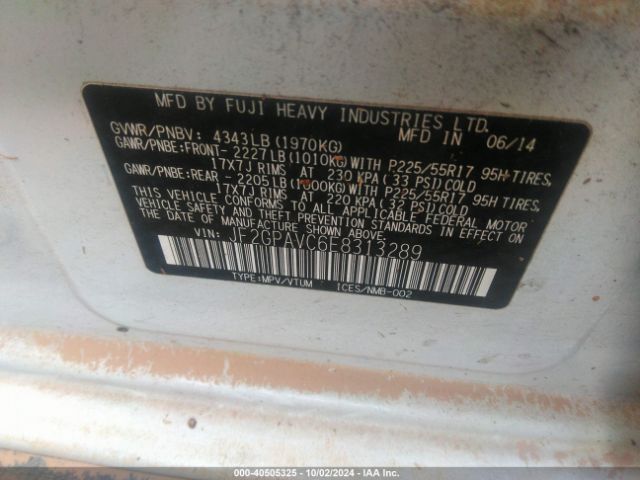 MFD BY FUJI HEAVY INDUSTRIES LTD.
GVWR/PNBV: 4343LB(1970KG) MFD IN 06/14
GAWR/PNBE:FRONT- 2227LB(1010KG)WITH P225/55R17 95H TIRES,
17X7J RIMS AT 230 KPA(33 PSI)COLD
GAWR/PNBE:REAR - 2205LB(1000KG)WITH P225/55R17 95H TIRES,
17X7J RIMS AT 220 KPA(32 PSI)COLD
THIS VEHICLE CONFORMS TO ALL APPLICABLE FEDERAL MOTOR
VEHICLE SAFETY, BUMPER, AND THEFT PREVENTION STANDARDS IN EFFECT
ON THE DATE OF MANUFACTURE SHOWN ABOVE.
VIN: JF2GPAVC6E8313289
TYPE:MPV/VTUM ICES/NMB-002
000-40505325 - 10/02/2024 - IAA Inc.